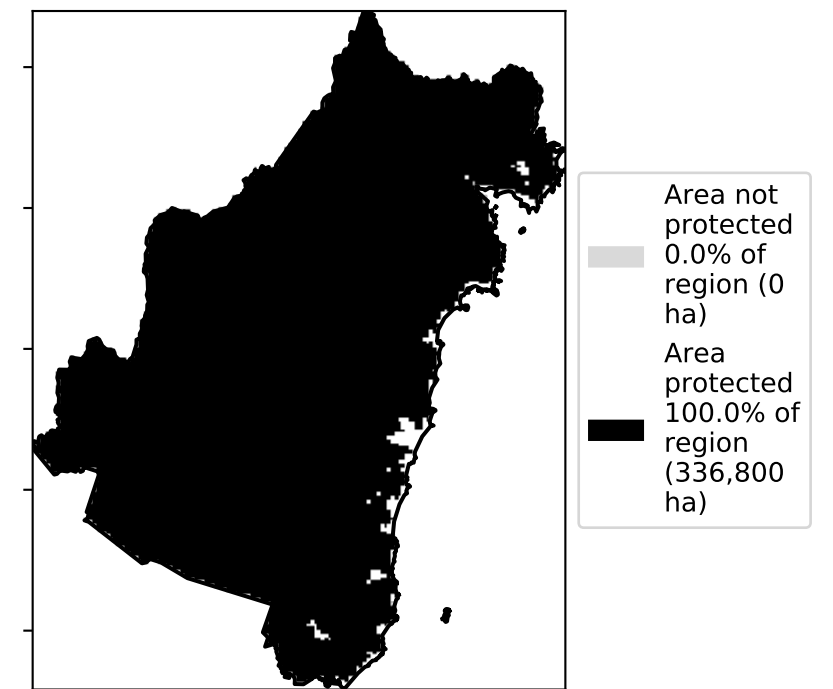 Area not
protected
0.0% of
region (0
ha)
Area
protected
100.0% of
region
(336,800
ha)